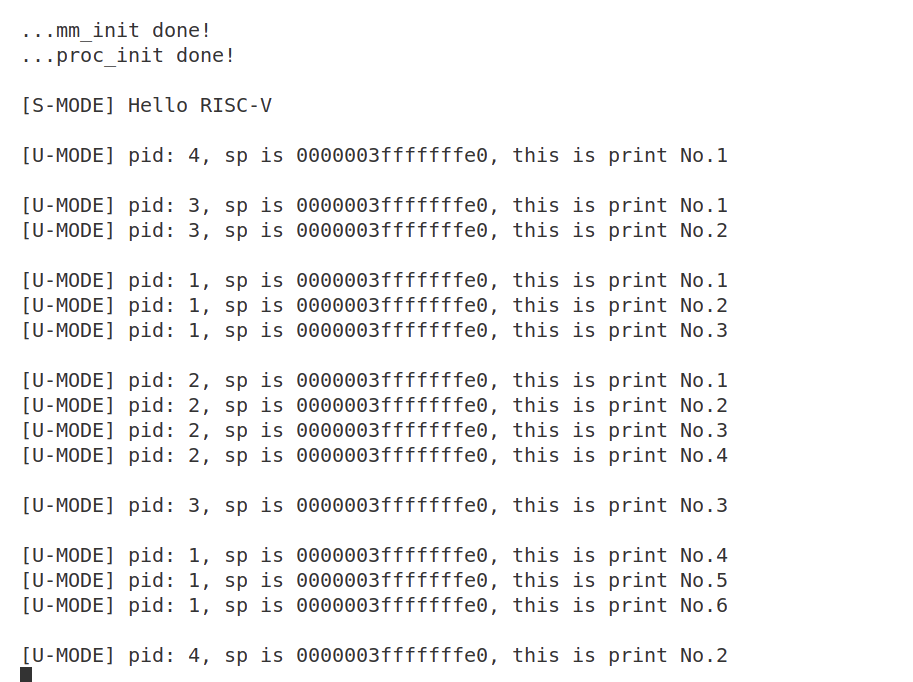 ...mm_init done!
...proc_init done!
[S-MODE] Hello RISC-V
[U-MODE] pid: 4, sp is 0000003fffffffe0, this is print No.1
[U-MODE] pid: 3, sp is 0000003fffffffe0, this is print No.1
[U-MODE] pid: 3, sp is 0000003fffffffe0, this is print No.2
[U-MODE] pid: 1, sp is 0000003fffffffe0, this is print No.1
[U-MODE] pid: 1, sp is 0000003fffffffe0, this is print No.2
[U-MODE] pid: 1, sp is 0000003fffffffe0, this is print No.3
[U-MODE] pid: 2, sp is 0000003fffffffe0, this is print No.1
[U-MODE] pid: 2, sp is 0000003fffffffe0, this is print No.2
[U-MODE] pid: 2, sp is 0000003fffffffe0, this is print No.3
[U-MODE] pid: 2, sp is 0000003fffffffe0, this is print No.4
[U-MODE] pid: 3, sp is 0000003fffffffe0, this is print No.3
[U-MODE] pid: 1, sp is 0000003fffffffe0, this is print No.4
[U-MODE] pid: 1, sp is 0000003fffffffe0, this is print No.5
[U-MODE] pid: 1, sp is 0000003fffffffe0, this is print No.6
[U-MODE] pid: 4, sp is 0000003fffffffe0, this is print No.2